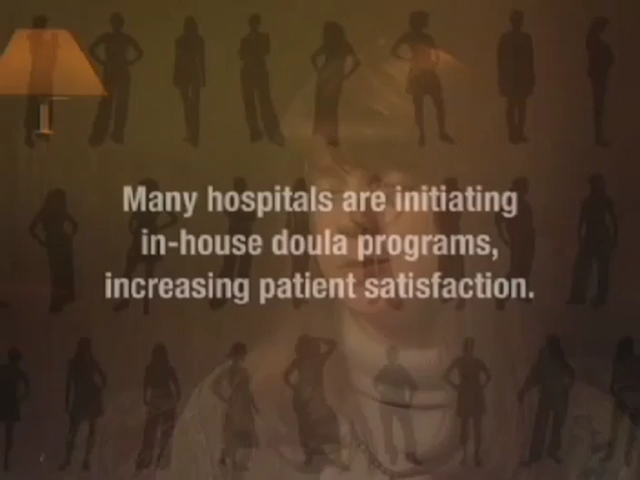 Many hospitals are initiating
in-house doula programs,
increasing patient satisfaction.